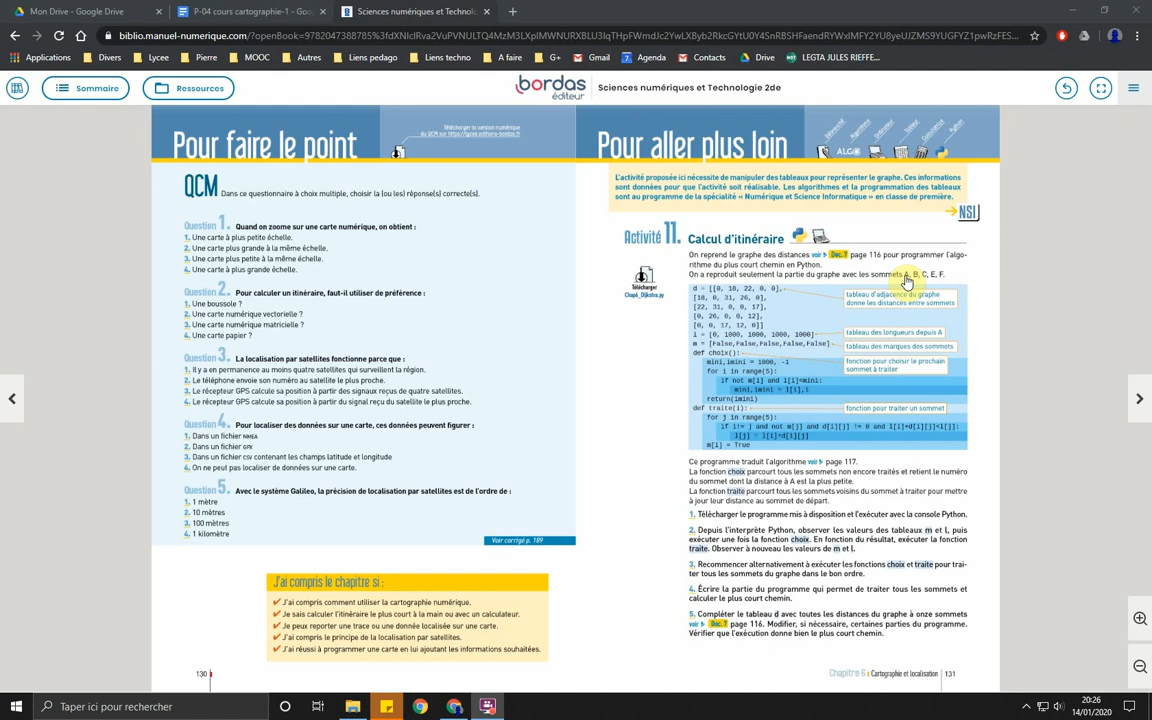 Mon Drive - Google Drive
P-04 cours cartographie-1 - Goo
Sciences numériques et Technolo
biblio.manuel-numerique.com
Applications
Divers
Lycee
Pierre
MOOC
Autres
Liens pedago
Liens techno
A faire
G+
Gmail
Agenda
Contacts
Drive
LEGTA JULES RIEFFE...
Sommaire
Ressources
bordas
éditeur
Sciences numériques et Technologie 2de
Pour faire le point
Télécharger la version numérique
QCM Dans ce questionnaire à choix multiple, choisir la (ou les) réponse(s) correcte(s).
Question 1. Quand on zoome sur une carte numérique, on obtient :
1. Une carte à plus petite échelle.
2. Une carte plus grande à la même échelle.
3. Une carte plus petite à la même échelle.
4. Une carte à plus grande échelle.
Question 2. Pour calculer un itinéraire, faut-il utiliser de préférence :
1. Une boussole ?
2. Une carte numérique vectorielle ?
3. Une carte numérique matricielle ?
4. Une carte papier ?
Question 3. La localisation par satellites fonctionne parce que :
1. Il y a en permanence au moins quatre satellites qui surveillent la région.
2. Le téléphone envoie son numéro au satellite le plus proche.
3. Le récepteur GPS calcule sa position à partir des signaux reçus de quatre satellites.
4. Le récepteur GPS calcule sa position à partir du signal reçu du satellite le plus proche.
Question 4. Pour localiser des données sur une carte, ces données peuvent figurer :
1. Dans un fichier NMEA
2. Dans un fichier GPX
3. Dans un fichier CSV contenant les champs latitude et longitude
4. On ne peut pas localiser de données sur une carte.
Question 5. Avec le système Galileo, la précision de localisation par satellites est de l'ordre de :
1. 1 mètre
2. 10 mètres
3. 100 mètres
4. 1 kilomètre
Voir corrigé p. 189
J'ai compris le chapitre si :
J'ai compris comment utiliser la cartographie numérique.
Je sais calculer l'itinéraire le plus court à la main ou avec un calculateur.
Je peux reporter une trace ou une donnée localisée sur une carte.
J'ai compris le principe de la localisation par satellites.
J'ai réussi à programmer une carte en lui ajoutant les informations souhaitées.
130
Pour aller plus loin
ALGO
L'activité proposée ici nécessite de manipuler des tableaux pour représenter le graphe. Ces informations
sont données pour que l'activité soit réalisable. Les algorithmes et la programmation des tableaux
sont au programme de la spécialité « Numérique et Science Informatique » en classe de première.
NSI
Activité 11. Calcul d'itinéraire
Télécharger
Chap6_Dijkstra.py
On reprend le graphe des distances voir Doc.7 page 116 pour programmer l'algo-
rithme du plus court chemin en Python.
On a reproduit seulement la partie du graphe avec les sommets A, B, C, E, F.
d = [[0, 18, 22, 0, 0],
[18, 0, 31, 26, 0],
[22, 31, 0, 0, 17],
[0, 26, 0, 0, 12],
[0, 0, 17, 12, 0]]
tableau d'adjacence du graphe
donne les distances entre sommets
l = [0, 1000, 1000, 1000, 1000]
tableau des longueurs depuis A
m = [False,False,False,False,False]
tableau des marques des sommets
def choix():
fonction pour choisir le prochain
sommet à traiter
mini,imini = 1000, -1
for i in range(5):
if not m[i] and l[i]<mini:
mini,imini = l[i],i
return(imini)
def traite(i):
fonction pour traiter un sommet
for j in range(5):
if i!= j and not m[j] and d[i][j] != 0 and l[i]+d[i][j]<l[j]:
l[j] = l[i]+d[i][j]
m[i] = True
Ce programme traduit l'algorithme voir page 117.
La fonction choix parcourt tous les sommets non encore traités et retient le numéro
du sommet dont la distance à A est la plus petite.
La fonction traite parcourt tous les sommets voisins du sommet à traiter pour mettre
à jour leur distance au sommet de départ.
1. Télécharger le programme mis à disposition et l'exécuter avec la console Python.
2. Depuis l'interprète Python, observer les valeurs des tableaux m et l, puis
exécuter une fois la fonction choix. En fonction du résultat, exécuter la fonction
traite. Observer à nouveau les valeurs de m et l.
3. Recommencer alternativement à exécuter les fonctions choix et traite pour trai-
ter tous les sommets du graphe dans le bon ordre.
4. Écrire la partie du programme qui permet de traiter tous les sommets et
calculer le plus court chemin.
5. Compléter le tableau d avec toutes les distances du graphe à onze sommets
voir Doc.7 page 116. Modifier, si nécessaire, certaines parties du programme.
Vérifier que l'exécution donne bien le plus court chemin.
Chapitre 6 Cartographie et localisation 131
Taper ici pour rechercher
20:26
14/01/2020